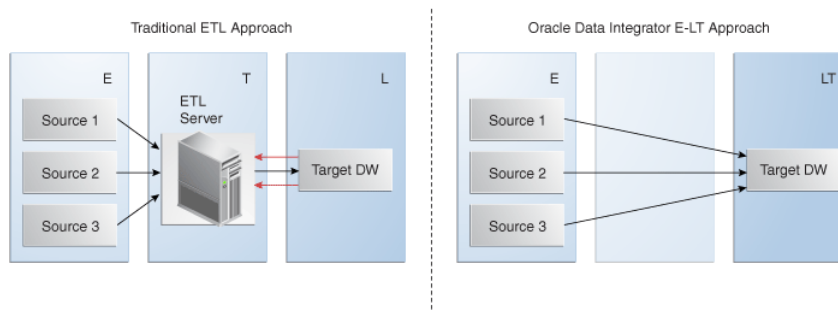 Traditional ETL Approach
E
T
L
Source 1
Source 2
Source 3
ETL
Server
Target DW
Oracle Data Integrator E-LT Approach
E
LT
Source 1
Source 2
Source 3
Target DW